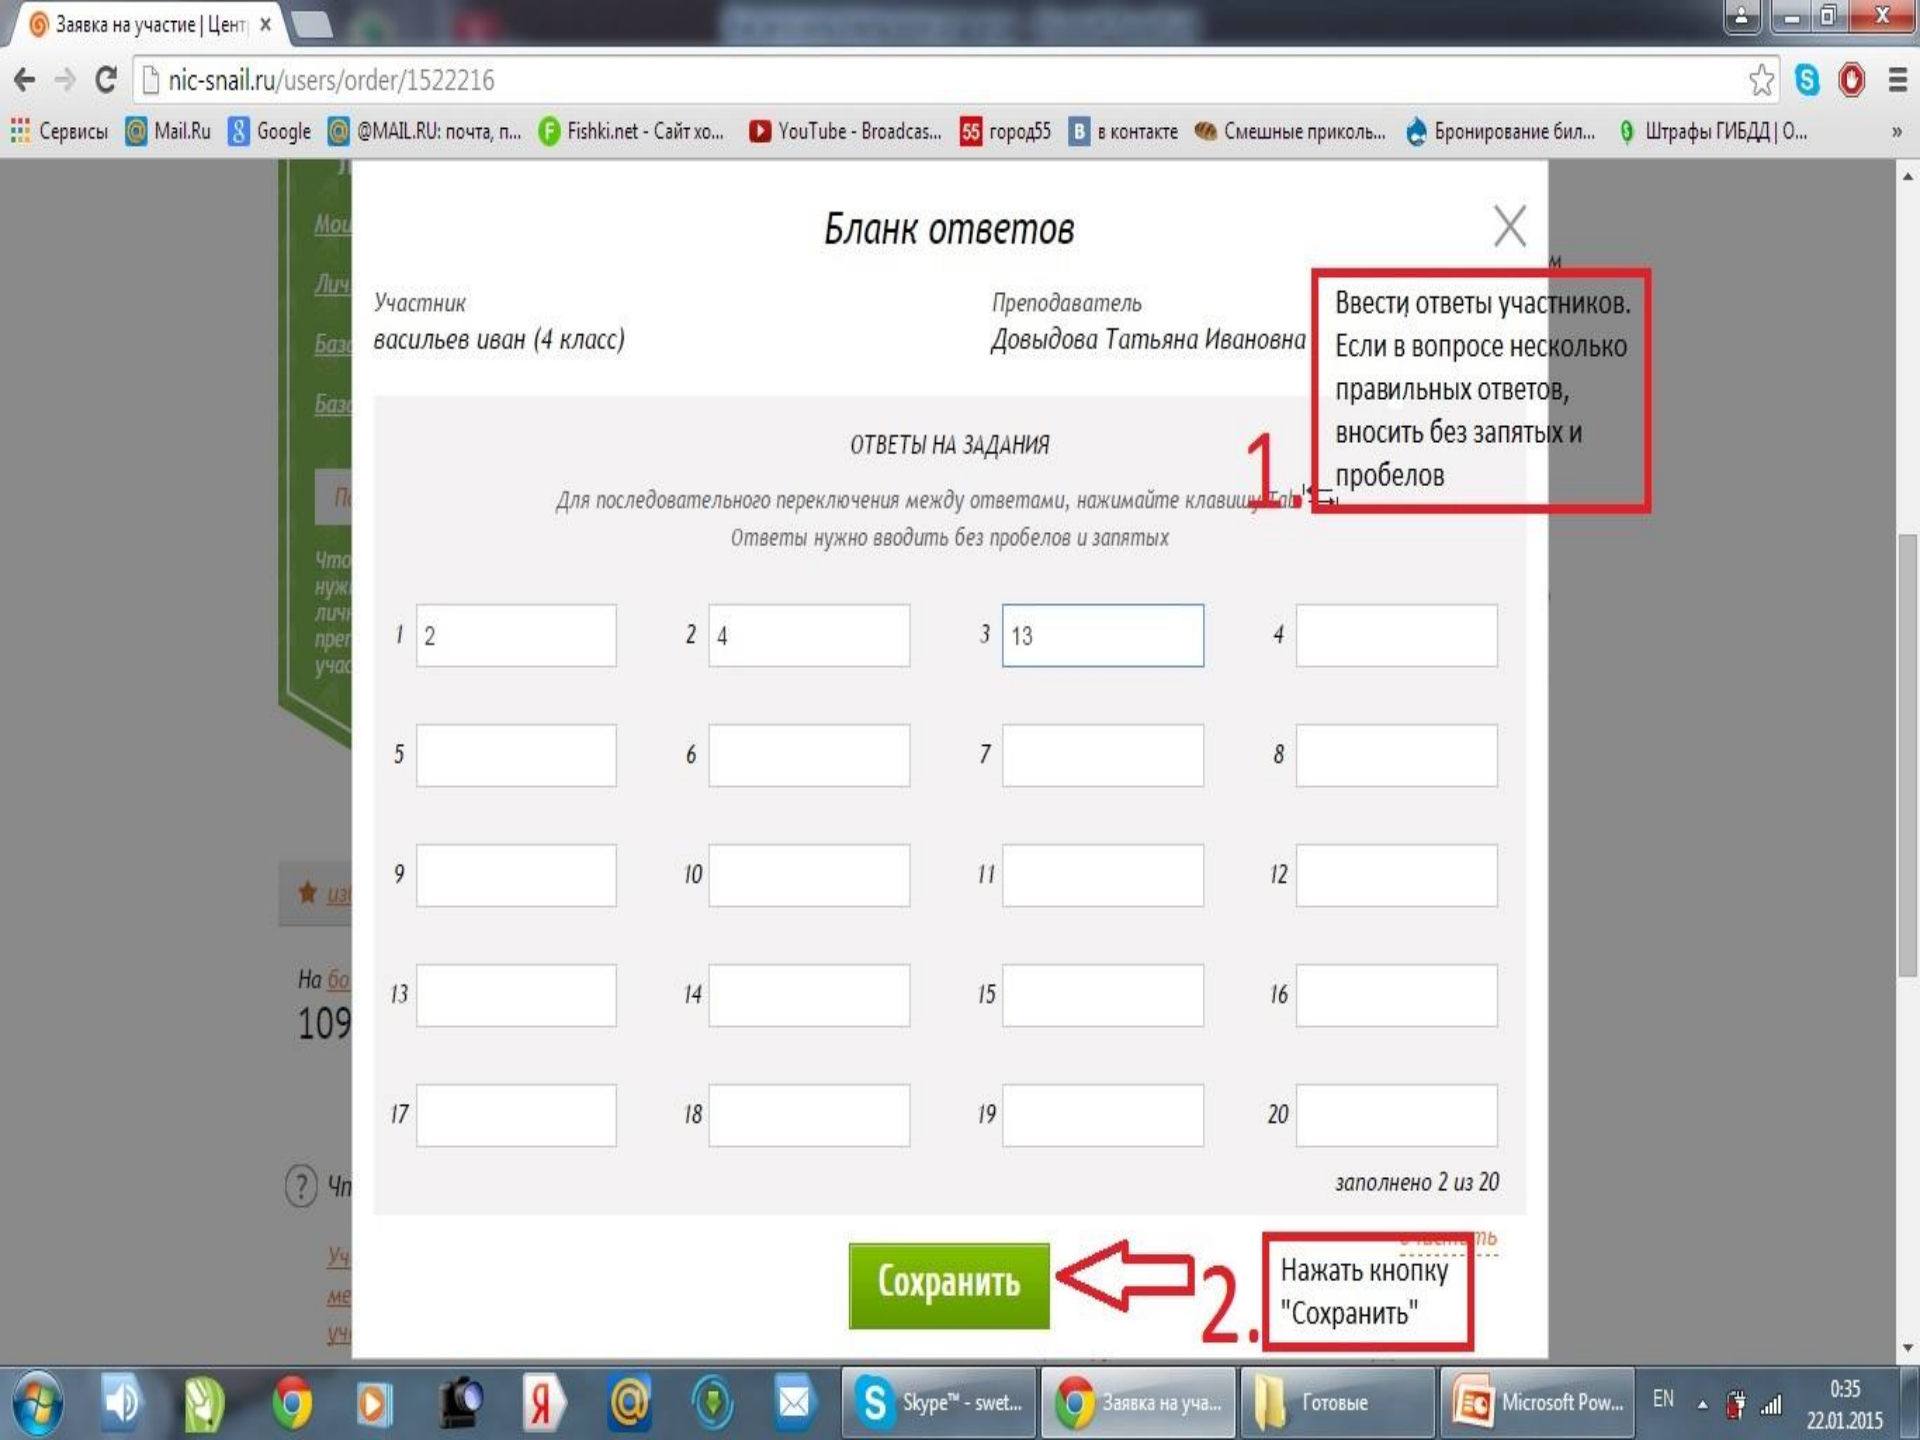 Заявка на участие | Цент
nic-snail.ru/users/order/1522216
Сервисы Mail.Ru Google @MAIL.RU: почта, п... Fishki.net - Сайт хо... YouTube - Broadcas... 55 город55 В в контакте Смешные приколь... Бронирование бил... Штрафы ГИБДД | О... »
Бланк ответов
Участник
васильев иван (4 класс)
Преподаватель
Довыдова Татьяна Ивановна
1.
Ввести ответы участников.
Если в вопросе несколько
правильных ответов,
вносить без запятых и
пробелов
ОТВЕТЫ НА ЗАДАНИЯ
Для последовательного переключения между ответами, нажимайте клавишу Tab
Ответы нужно вводить без пробелов и запятых
1 2 2 4 3 13 4
5 6 7 8
9 10 11 12
13 14 15 16
17 18 19 20
заполнено 2 из 20
На
109
?
Сохранить
2.
Нажать кнопку
"Сохранить"
Skype™ - swet... Заявка на уча... Готовые Microsoft Pow... EN 0:35
22.01.2015